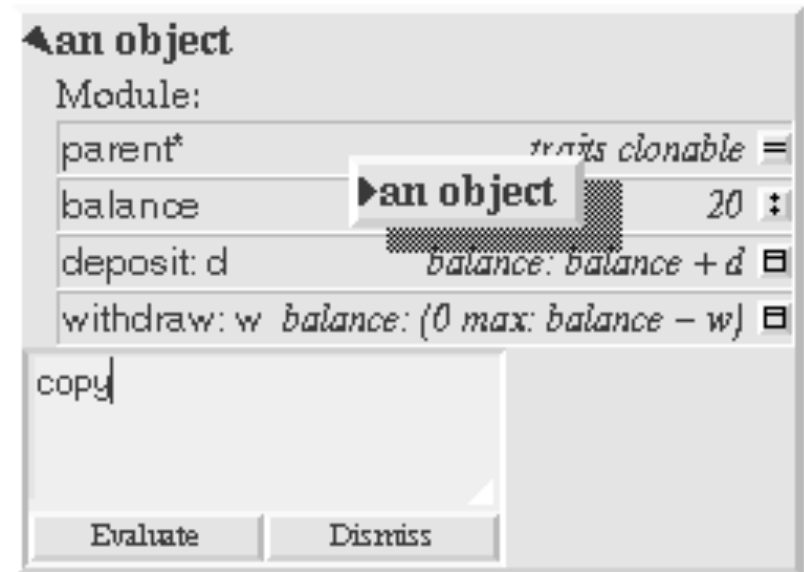 an object
Module:
parent* traits clonable =
an object
balance 20 :
deposit: d balance: balance + d
withdraw: w balance: (0 max: balance – w)
copy
Evaluate Dismiss